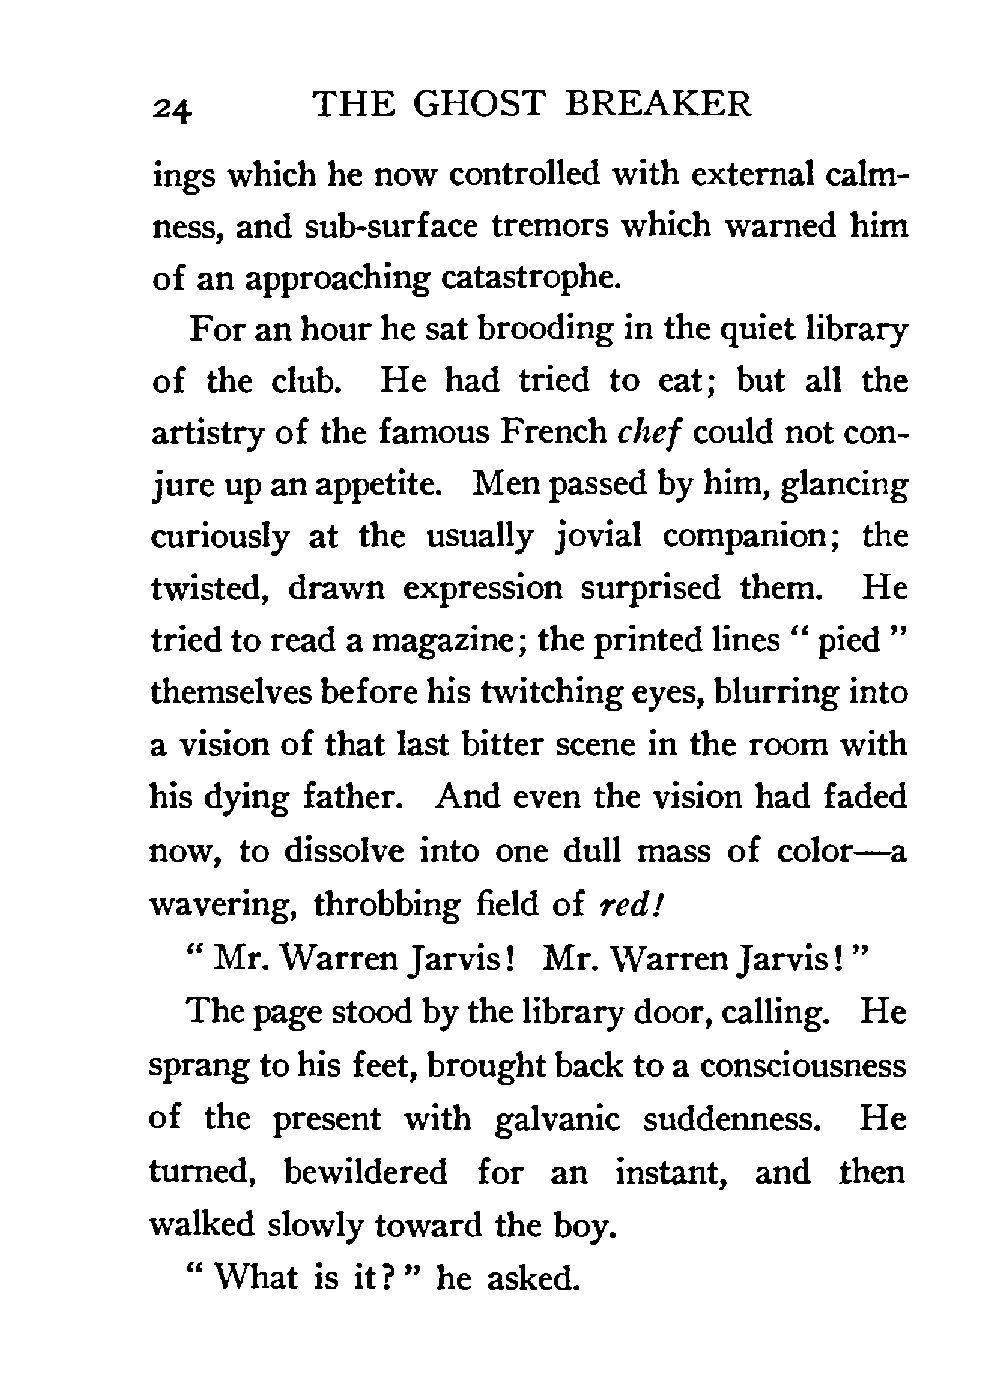 24 THE GHOST BREAKER
ings which he now controlled with external calm-
ness, and sub-surface tremors which warned him
of an approaching catastrophe.
For an hour he sat brooding in the quiet library
of the club. He had tried to eat; but all the
artistry of the famous French chef could not con-
jure up an appetite. Men passed by him, glancing
curiously at the usually jovial companion; the
twisted, drawn expression surprised them. He
tried to read a magazine; the printed lines “ pied ”
themselves before his twitching eyes, blurring into
a vision of that last bitter scene in the room with
his dying father. And even the vision had faded
now, to dissolve into one dull mass of color—a
wavering, throbbing field of red!
“ Mr. Warren Jarvis! Mr. Warren Jarvis! ”
The page stood by the library door, calling. He
sprang to his feet, brought back to a consciousness
of the present with galvanic suddenness. He
turned, bewildered for an instant, and then
walked slowly toward the boy.
“ What is it? ” he asked.